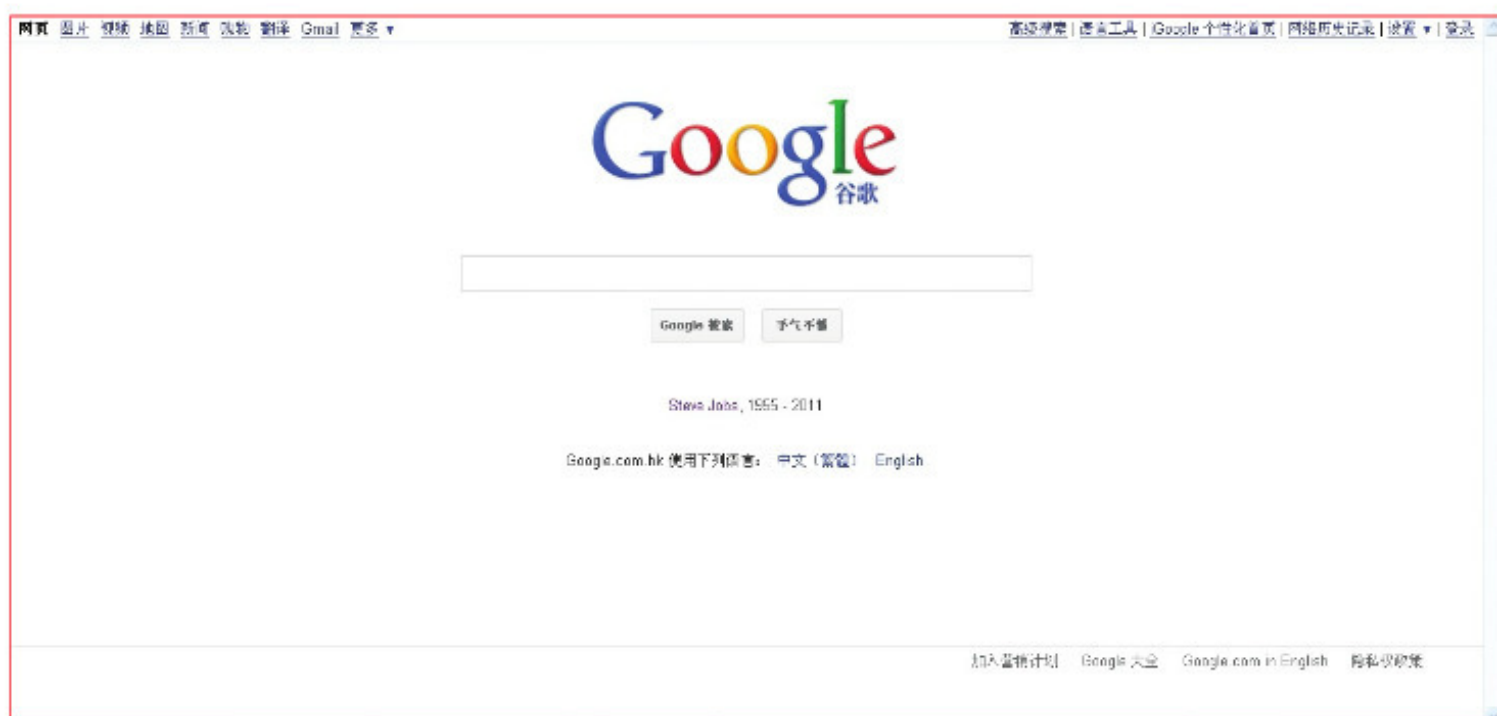 网页 图片 视频 地图 新闻 购物 翻译 Gmail 更多 ▼
高级搜索 | 语言工具 | iGoogle 个性化首页 | 网络历史记录 | 设置 ▼ | 登录
Google
谷歌
Google 搜索 手气不错
Steve Jobs, 1955 - 2011
Google.com.hk 使用下列语言： 中文（繁體） English
加入营销计划 Google 大全 Google.com in English 隐私权政策